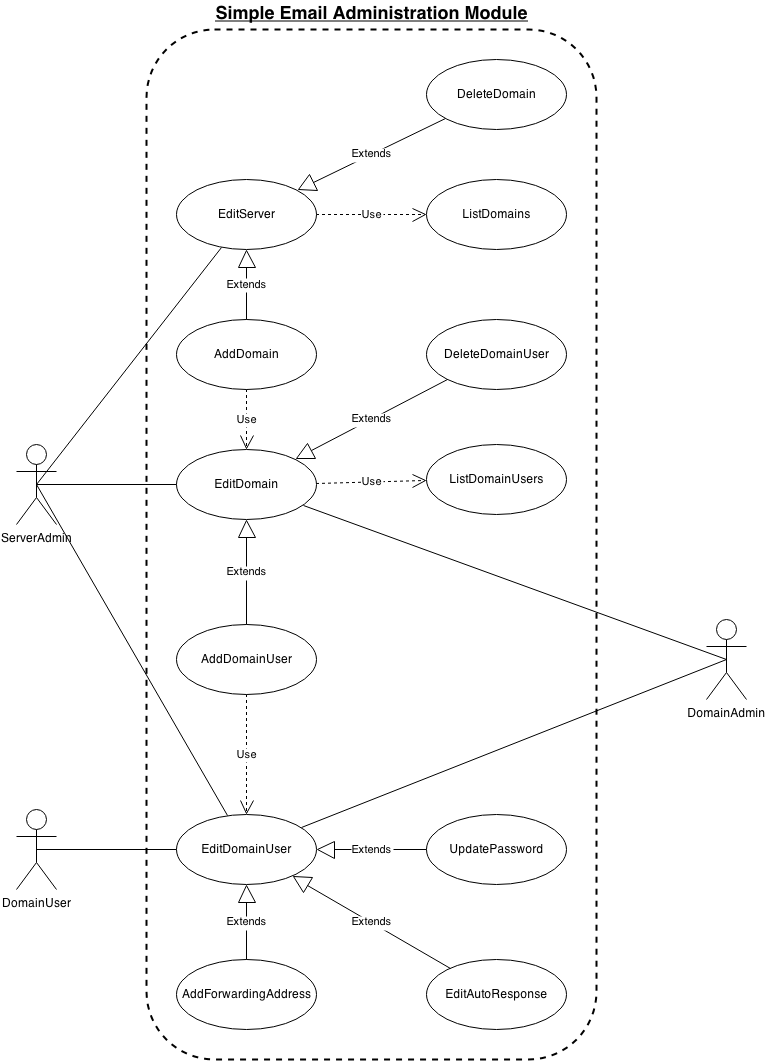 Simple Email Administration Module
DeleteDomain
Extends
EditServer
Use
ListDomains
Extends
AddDomain
DeleteDomainUser
Use
Extends
EditDomain
Use
ListDomainUsers
ServerAdmin
Extends
AddDomainUser
DomainAdmin
Use
EditDomainUser
Extends
UpdatePassword
DomainUser
Extends
Extends
AddForwardingAddress
EditAutoResponse